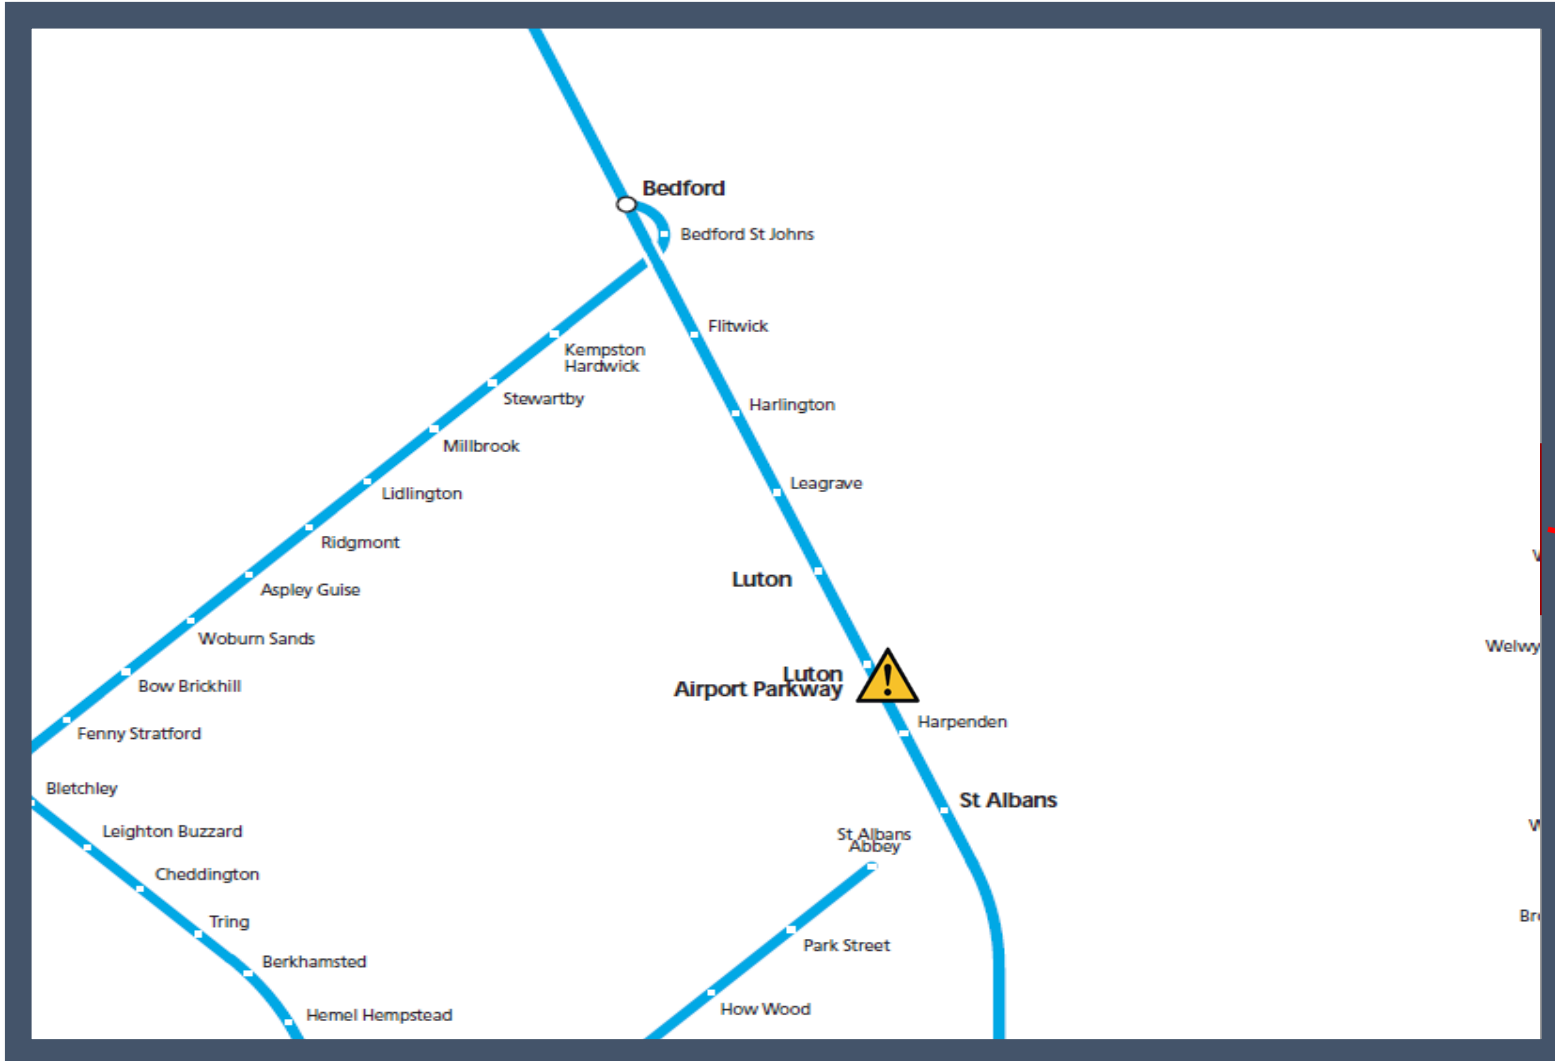 Bedford
Bedford St Johns
Flitwick
Kempston
Hardwick
Stewartby
Harlington
Millbrook
Leagrave
Lidlington
Ridgmont
Luton
Aspley Guise
Woburn Sands
Luton
Airport Parkway
!
Bow Brickhill
Harpenden
Fenny Stratford
Bletchley
St Albans
Leighton Buzzard
St Albans
Abbey
Cheddington
Tring
Park Street
Berkhamsted
How Wood
Hemel Hempstead